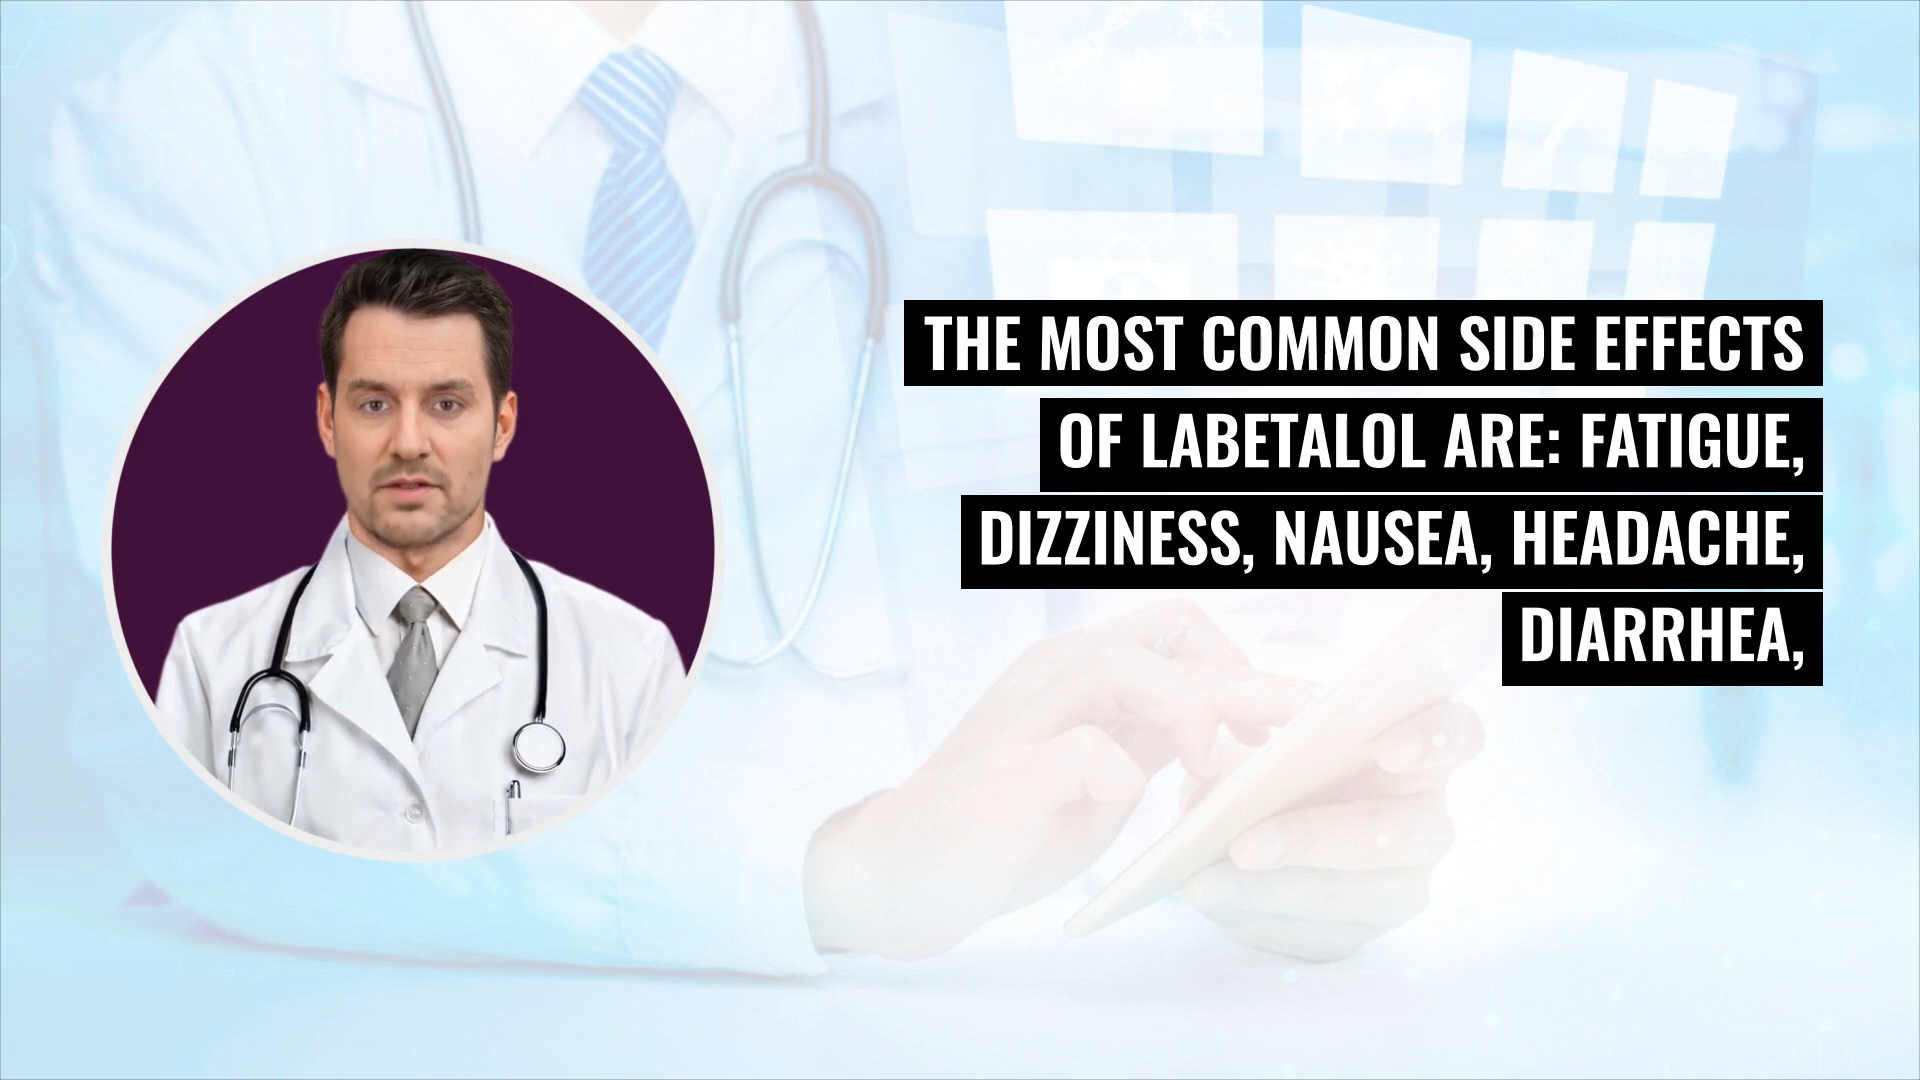 THE MOST COMMON SIDE EFFECTS
OF LABETALOL ARE: FATIGUE,
DIZZINESS, NAUSEA, HEADACHE,
DIARRHEA,